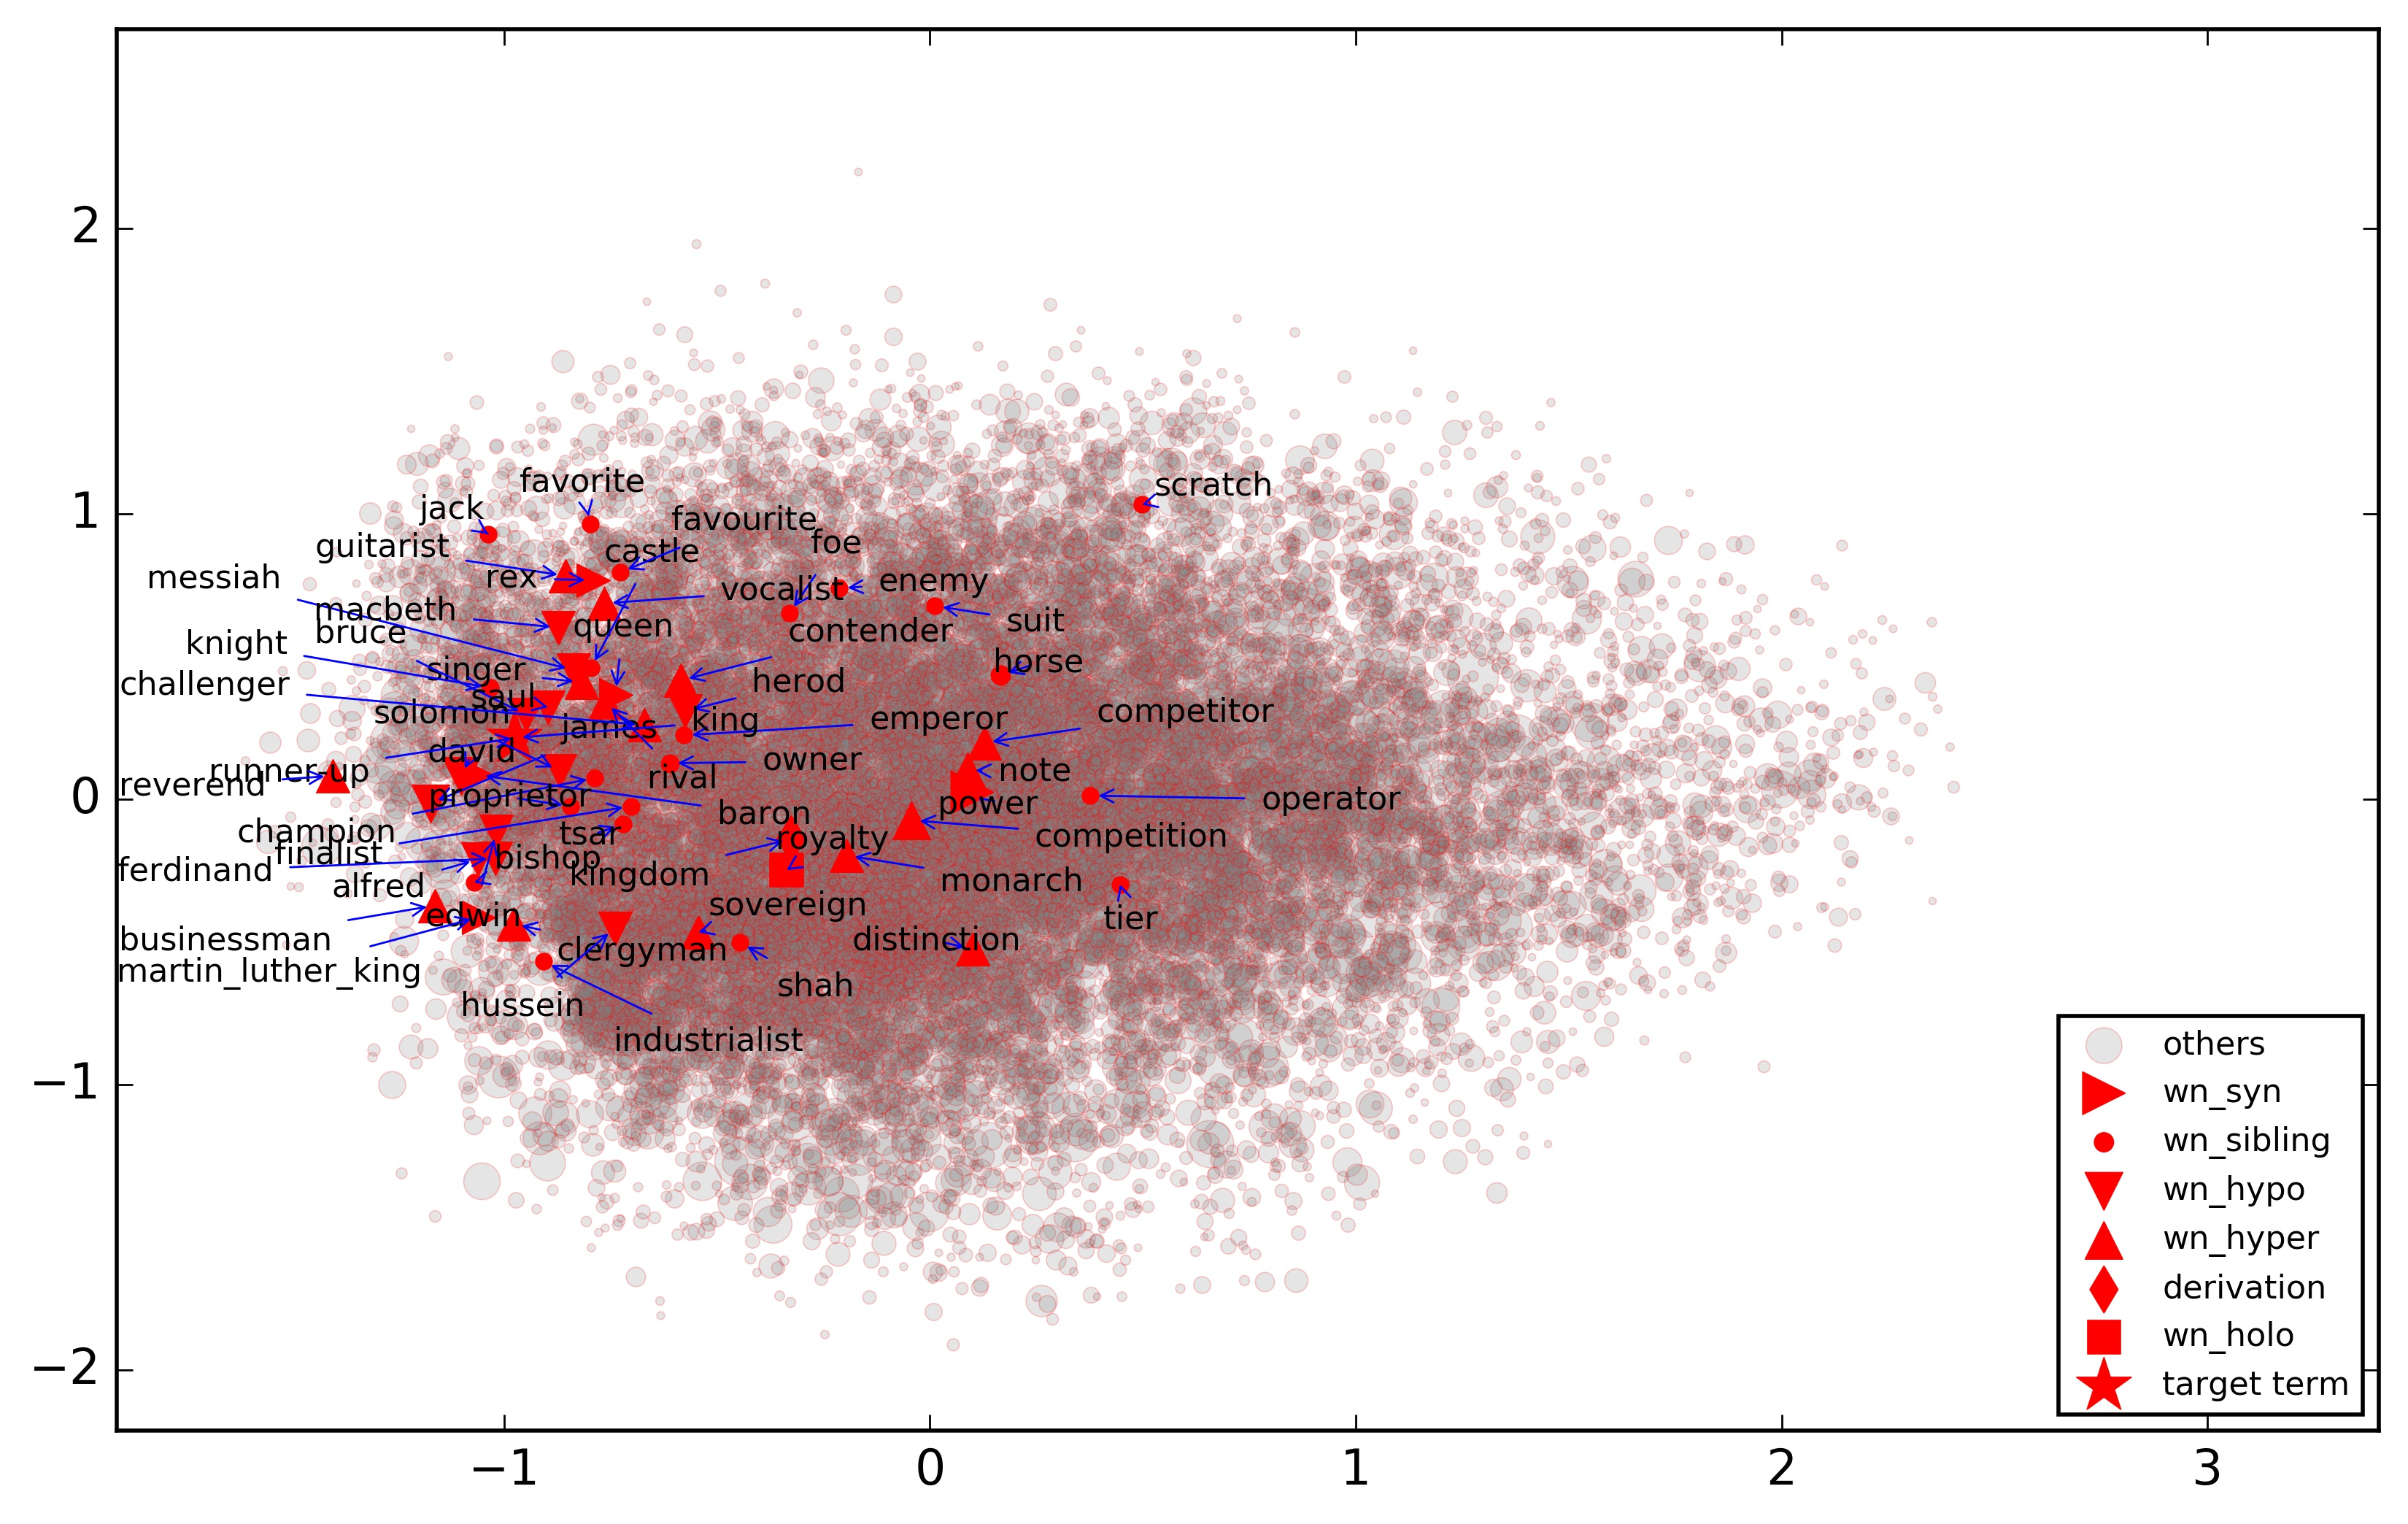 2
1
0
−1
−2
−1
0
1
2
3
favorite
scratch
jack
favourite
guitarist
foe
castle
messiah
rex
enemy
vocalist
macbeth
suit
queen
bruce
contender
knight
horse
singer
challenger
herod
saul
solomon
competitor
emperor
james
king
david
owner
runner-up
note
rival
reverend
proprietor
operator
power
baron
champion
tsar
competition
royalty
finalist
bishop
ferdinand
kingdom
monarch
alfred
sovereign
edwin
tier
businessman
clergyman
distinction
martin_luther_king
shah
hussein
industrialist
others
wn_syn
wn_sibling
wn_hypo
wn_hyper
derivation
wn_holo
target term